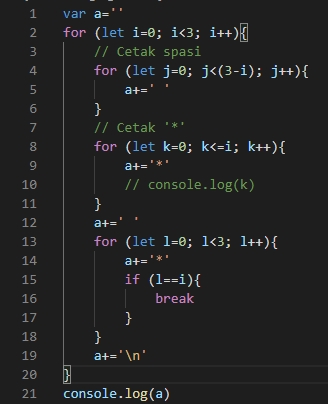 1 var a=''
2 for (let i=0; i<3; i++){
3 // Cetak spasi
4 for (let j=0; j<(3-i); j++){
5 a+=' '
6 }
7 // Cetak '*'
8 for (let k=0; k<=i; k++){
9 a+='*'
10 // console.log(k)
11 }
12 a+=' '
13 for (let l=0; l<3; l++){
14 a+='*'
15 if (l==i){
16 break
17 }
18 }
19 a+='\n'
20 }
21 console.log(a)